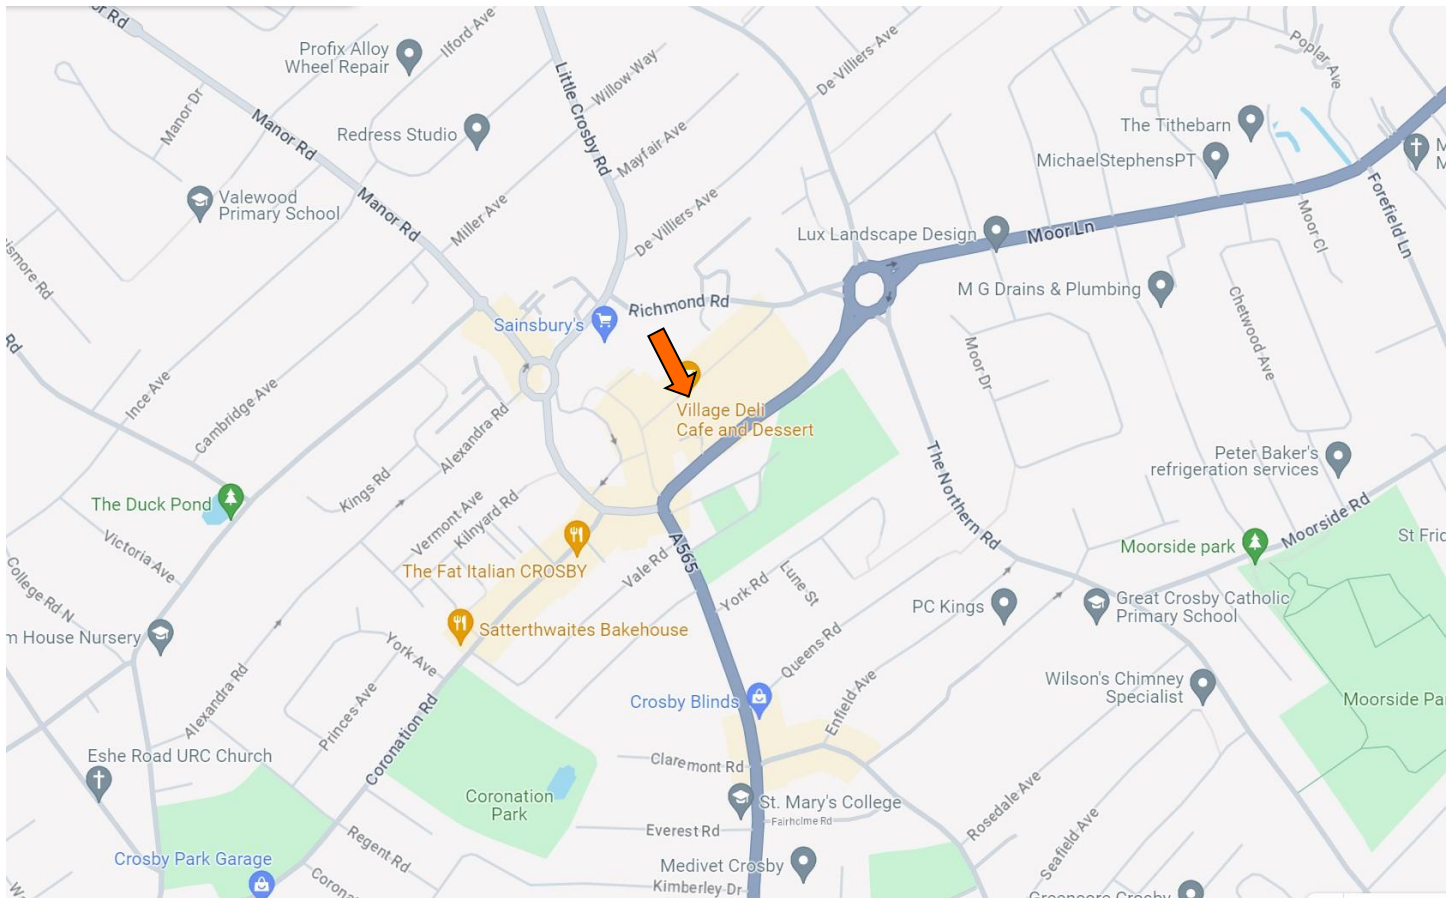 Profix Alloy
Wheel Repair
Ilford Ave
Manor Dr
Manor Rd
Redress Studio
Little Crosby Rd
Willow Way
De Villiers Ave
Poplar Ave
The Tithebarn
MichaelStephensPT
Mayfair Ave
Valewood
Primary School
Manor Rd
Miller Ave
De Villiers Ave
Lux Landscape Design
Moor Ln
Moor Cl
Forefield Ln
M G Drains & Plumbing
Sainsbury's
Richmond Rd
Rd
Ince Ave
Cambridge Ave
Alexandra Rd
Village Deli
Cafe and Dessert
Moor Dr
Chetwood Ave
Peter Baker's
refrigeration services
The Duck Pond
Kings Rd
Vermont Ave
Kilnyard Rd
The Northern Rd
Moorside Rd
Moorside park
Victoria Ave
The Fat Italian CROSBY
Vale Rd
A565
York Rd
Lune St
PC Kings
Great Crosby Catholic
Primary School
College Rd N
House Nursery
Satterthwaites Bakehouse
York Ave
Queens Rd
Wilson's Chimney
Specialist
Moorside
Alexandra Rd
Princes Ave
Coronation Rd
Crosby Blinds
Enfield Ave
Eshe Road URC Church
Claremont Rd
Coronation
Park
St. Mary's College
Fairholme Rd
Everest Rd
Rosedale Ave
Seafield Ave
Regent Rd
Crosby Park Garage
Medivet Crosby
Kimberley Dr